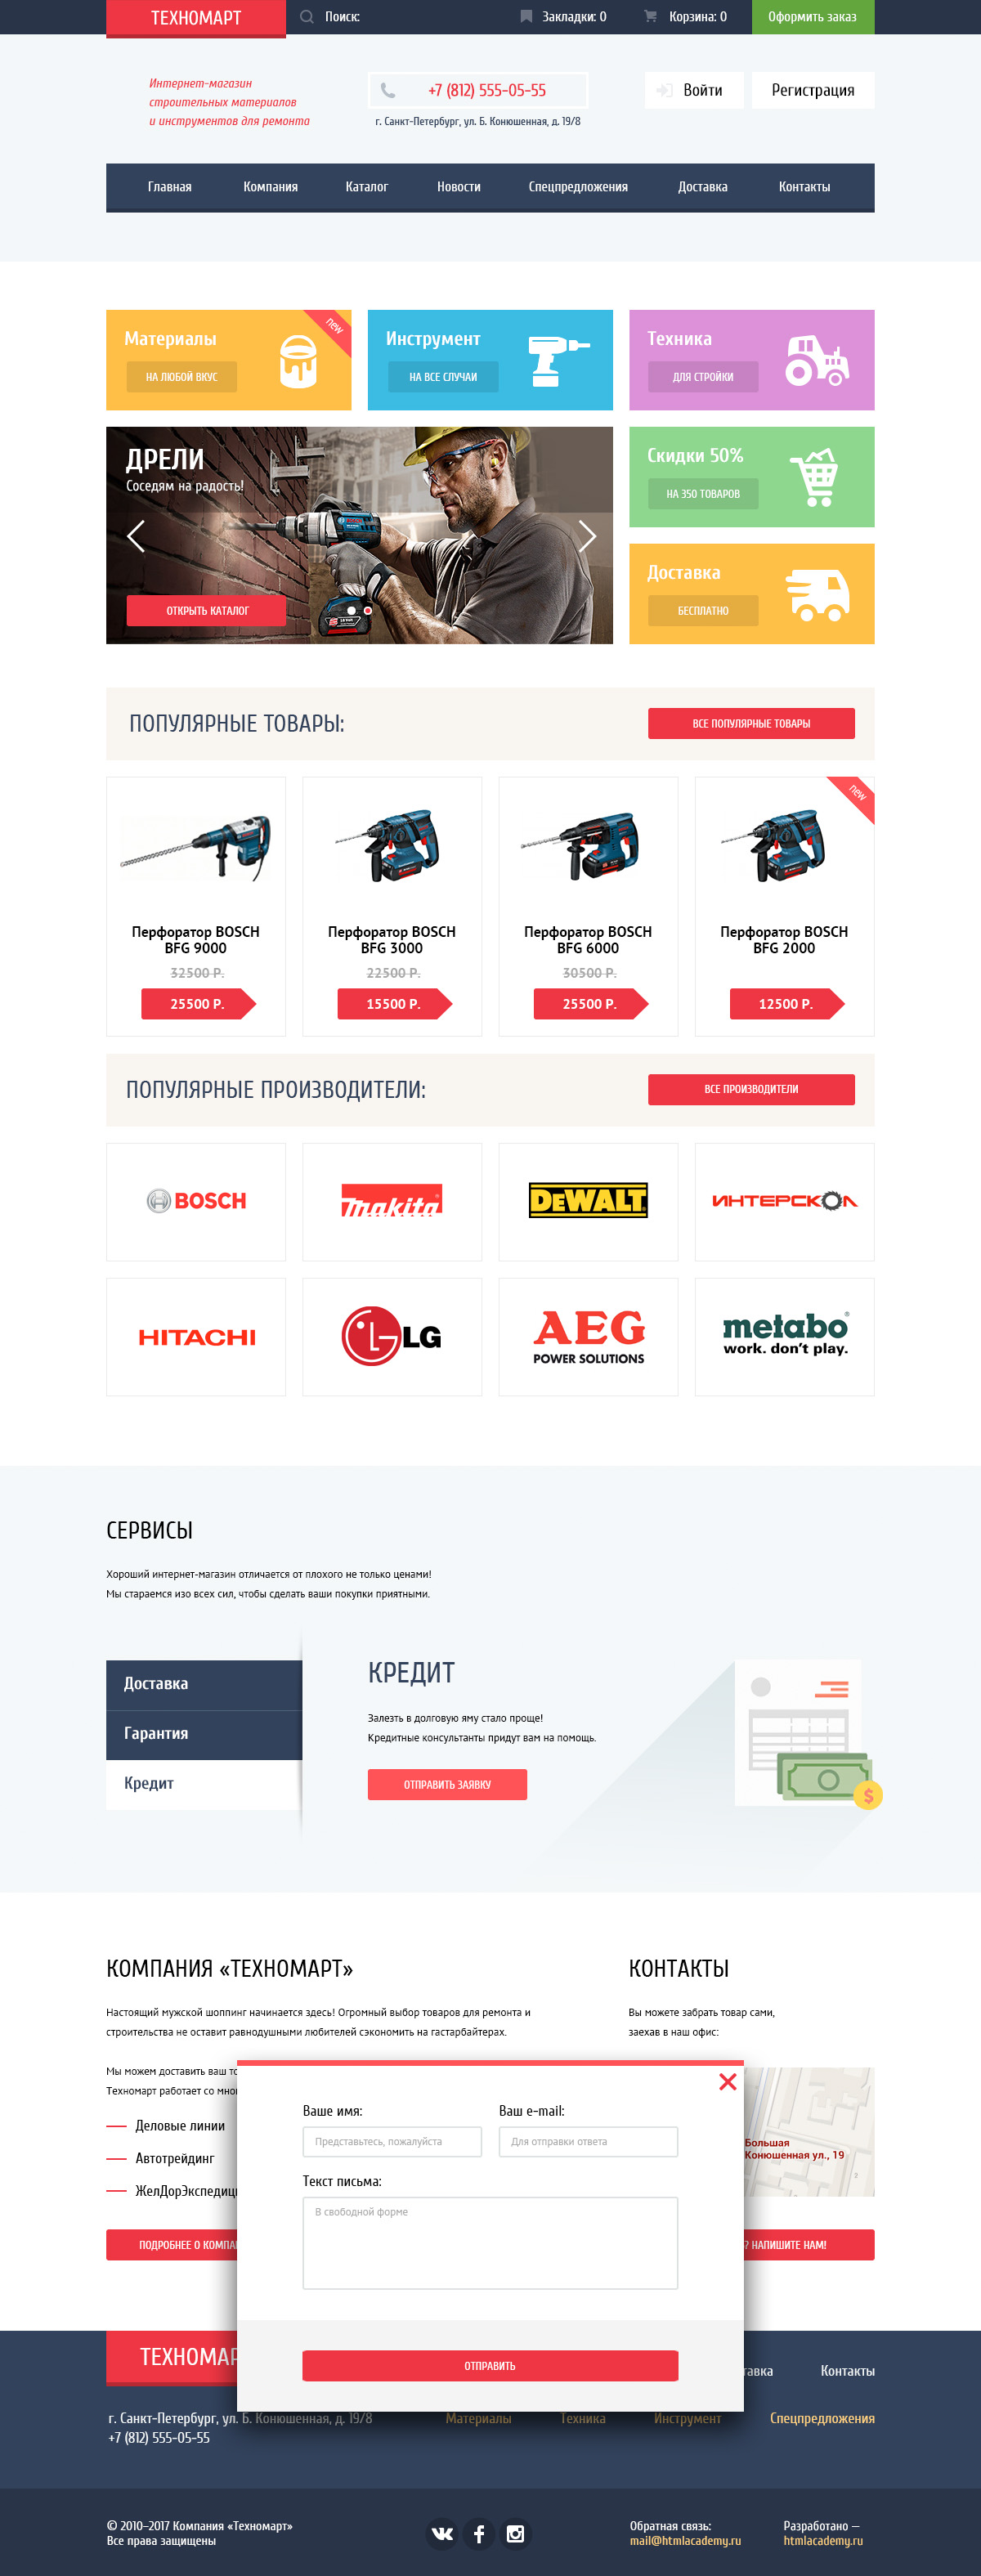 ТЕХНОМАРТ
Поиск:
Закладки: 0
Корзина: 0
Оформить заказ
Интернет-магазин
строительных материалов
и инструментов для ремонта
+7 (812) 555-05-55
г. Санкт-Петербург, ул. Б. Конюшенная, д. 19/8
Войти
Регистрация
Главная
Компания
Каталог
Новости
Спецпредложения
Доставка
Контакты
Материалы
НА ЛЮБОЙ ВКУС
new
Инструмент
НА ВСЕ СЛУЧАИ
Техника
ДЛЯ СТРОЙКИ
ДРЕЛИ
Соседям на радость!
ОТКРЫТЬ КАТАЛОГ
Скидки 50%
НА 350 ТОВАРОВ
Доставка
БЕСПЛАТНО
ПОПУЛЯРНЫЕ ТОВАРЫ:
ВСЕ ПОПУЛЯРНЫЕ ТОВАРЫ
new
Перфоратор BOSCH
BFG 9000
32500 Р.
25500 Р.
Перфоратор BOSCH
BFG 3000
22500 Р.
15500 Р.
Перфоратор BOSCH
BFG 6000
30500 Р.
25500 Р.
Перфоратор BOSCH
BFG 2000
12500 Р.
ПОПУЛЯРНЫЕ ПРОИЗВОДИТЕЛИ:
ВСЕ ПРОИЗВОДИТЕЛИ
BOSCH
makita
DEWALT
ИНТЕРСКОЛ
HITACHI
LG
AEG
POWER SOLUTIONS
metabo
work. don't play.
СЕРВИСЫ
Хороший интернет-магазин отличается от плохого не только ценами!
Мы стараемся изо всех сил, чтобы сделать ваши покупки приятными.
Доставка
Гарантия
Кредит
КРЕДИТ
Залезть в долговую яму стало проще!
Кредитные консультанты придут вам на помощь.
ОТПРАВИТЬ ЗАЯВКУ
$
КОМПАНИЯ «ТЕХНОМАРТ»
Настоящий мужской шоппинг начинается здесь! Огромный выбор товаров для ремонта и
строительства не оставит равнодушными любителей сэкономить на гастарбайтерах.
Мы можем доставить ваш то
Техномарт работает со мног
Деловые линии
Автотрейдинг
ЖелДорЭкспедици
ПОДРОБНЕЕ О КОМПА
КОНТАКТЫ
Вы можете забрать товар сами,
заехав в наш офис:
Большая
Конюшенная ул., 19
2
? НАПИШИТЕ НАМ!
Ваше имя:
Представьтесь, пожалуйста
Ваш e-mail:
Для отправки ответа
Текст письма:
В свободной форме
ОТПРАВИТЬ
ТЕХНОМАР
тавка
Контакты
г. Санкт-Петербург, ул. Б. Конюшенная, д. 19/8
+7 (812) 555-05-55
Материалы
Техника
Инструмент
Спецпредложения
© 2010–2017 Компания «Техномарт»
Все права защищены
Обратная связь:
mail@htmlacademy.ru
Разработано —
htmlacademy.ru